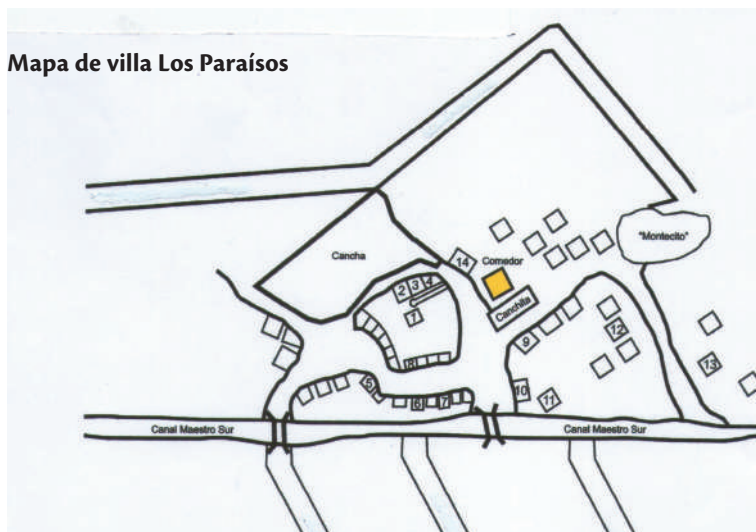 Mapa de villa Los Paraísos
"Montecito"
Cancha
14
Comedor
2 3 4
1
Canchita
9
12
8
13
5
10
11
6
7
Canal Maestro Sur
Canal Maestro Sur